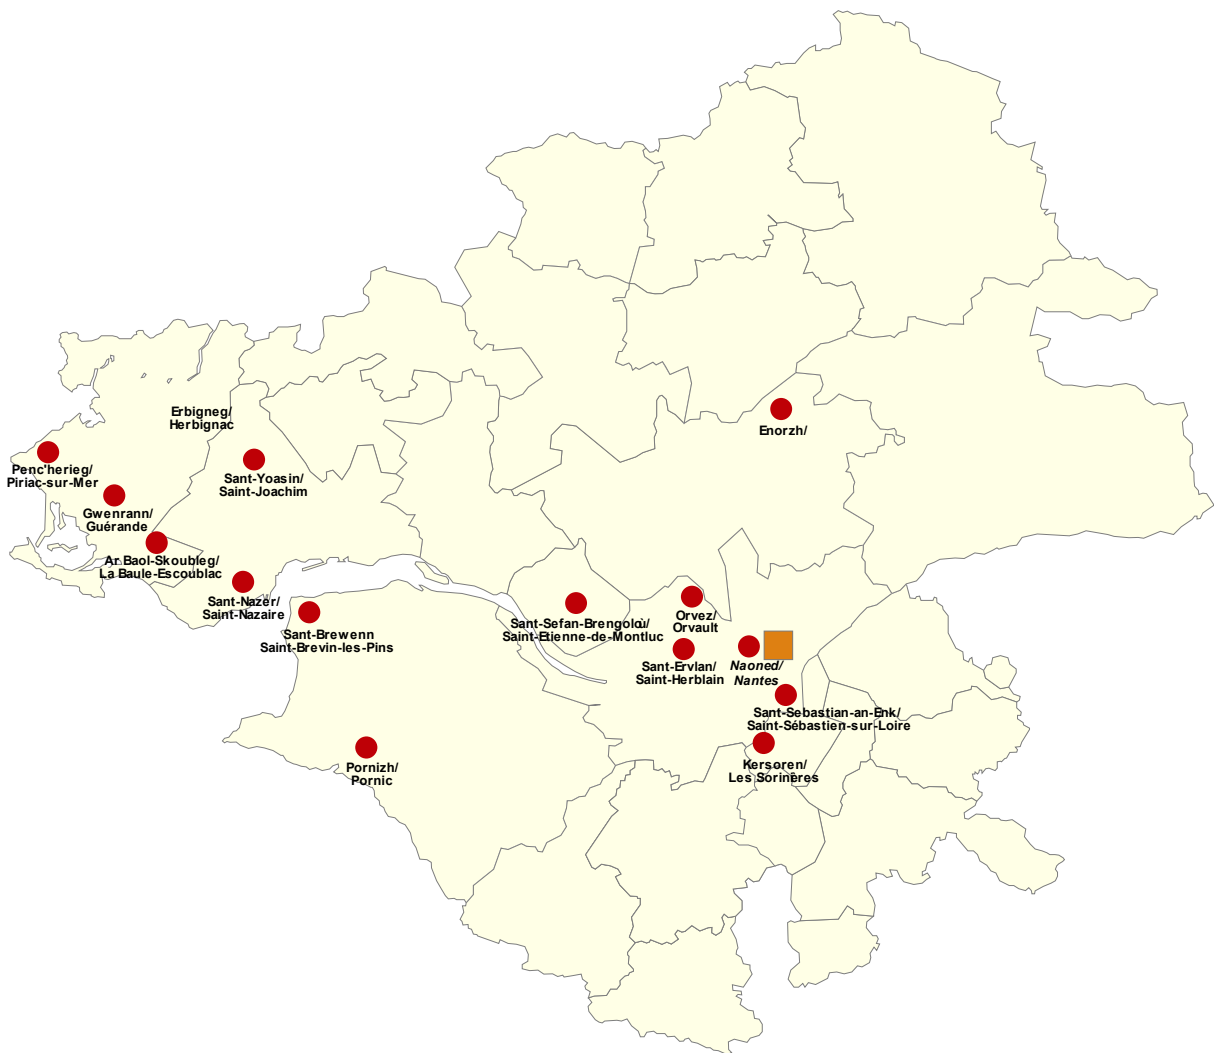 Erbigneg/
Herbignac
Enorzh/
Penc'herieg/
Piriac-sur-Mer
Sant-Yoasin/
Saint-Joachim
Gwenrann/
Guérande
Ar Baol-Skoubleg/
La Baule-Escoublac
Sant-Nazer/
Saint-Nazaire
Sant-Brewenn
Saint-Brevin-les-Pins
Sant-Sefan-Brengoloù/
Saint-Etienne-de-Montluc
Orvez/
Orvault
Sant-Ervlan/
Saint-Herblain
Naoned/
Nantes
Sant-Sebastian-an-Enk/
Saint-Sébastien-sur-Loire
Kersoren/
Les Sorinères
Pornizh/
Pornic